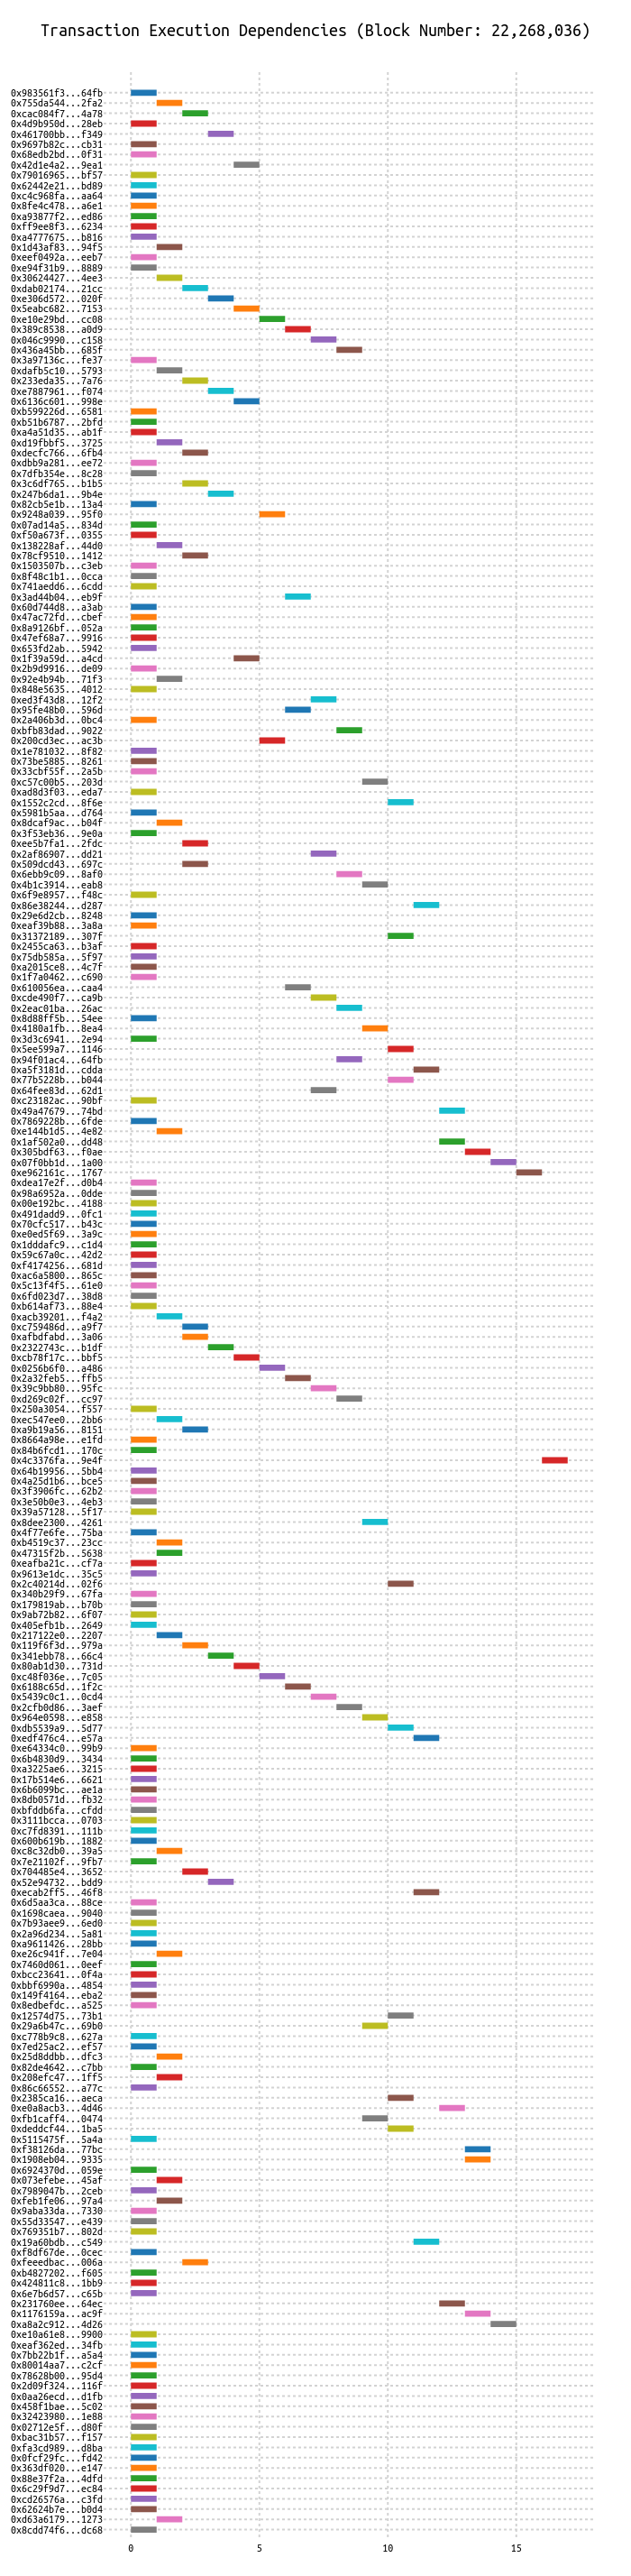 Transaction Execution Dependencies (Block Number: 22,268,036)
0x983561f3...64fb
0x755da544...2fa2
0xcac084f7...4a78
0x4d9b950d...28eb
0x461700bb...f349
0x9697b82c...cb31
0x68edb2bd...0f31
0x42d1e4a2...9ea1
0x79016965...bf57
0x62442e21...bd89
0xc4c968fa...aa64
0x8fe4c478...a6e1
0xa93877f2...ed86
0xff9ee8f3...6234
0xa4777675...b816
0x1d43af83...94f5
0xeef0492a...eeb7
0xe94f31b9...8889
0x30624427...4ee3
0xdab02174...21cc
0xe306d572...020f
0x5eabc682...7153
0xe10e29bd...cc08
0x389c8538...a0d9
0x046c9990...c158
0x436a45bb...685f
0x3a97136c...fe37
0xdafb5c10...5793
0x233eda35...7a76
0xe7887961...f074
0x6136c601...998e
0xb599226d...6581
0xb51b6787...2bfd
0xa4a51d35...ab1f
0xd19fbbf5...3725
0xdecfc766...6fb4
0xdbb9a281...ee72
0x7dfb354e...8c28
0x3c6df765...b1b5
0x247b6da1...9b4e
0x82cb5e1b...13a4
0x9248a039...95f0
0x07ad14a5...834d
0xf50a673f...0355
0x138228af...44d0
0x78cf9510...1412
0x1503507b...c3eb
0x8f48c1b1...0cca
0x741aedd6...6cdd
0x3ad44b04...eb9f
0x60d744d8...a3ab
0x47ac72fd...cbef
0x8a9126bf...052a
0x47ef68a7...9916
0x653fd2ab...5942
0x1f39a59d...a4cd
0x2b9d9916...de09
0x92e4b94b...71f3
0x848e5635...4012
0xed3f43d8...12f2
0x95fe48b0...596d
0x2a406b3d...0bc4
0xbfb83dad...9022
0x200cd3ec...ac3b
0x1e781032...8f82
0x73be5885...8261
0x33cbf55f...2a5b
0xc57c00b5...203d
0xad8d3f03...eda7
0x1552c2cd...8f6e
0x5981b5aa...d764
0x8dcaf9ac...b04f
0x3f53eb36...9e0a
0xee5b7fa1...2fdc
0x2af86907...dd21
0x509dcd43...697c
0x6ebb9c09...8af0
0x4b1c3914...eab8
0x6f9e8957...f48c
0x86e38244...d287
0x29e6d2cb...8248
0xeaf39b88...3a8a
0x31372189...307f
0x2455ca63...b3af
0x75db585a...5f97
0xa2015ce8...4c7f
0x1f7a0462...c690
0x610056ea...caa4
0xcde490f7...ca9b
0x2eac01ba...26ac
0x8d88ff5b...54ee
0x4180a1fb...8ea4
0x3d3c6941...2e94
0x5ee599a7...1146
0x94f01ac4...64fb
0xa5f3181d...cdda
0x77b5228b...b044
0x64fee83d...62d1
0xc23182ac...90bf
0x49a47679...74bd
0x7869228b...6fde
0xe144b1d5...4e82
0x1af502a0...dd48
0x305bdf63...f0ae
0x07f0bb1d...1a00
0xe962161c...1767
0xdea17e2f...d0b4
0x98a6952a...0dde
0x00e192bc...4188
0x491dadd9...0fc1
0x70cfc517...b43c
0xe0ed5f69...3a9c
0x1dddafc9...c1d4
0x59c67a0c...42d2
0xf4174256...681d
0xac6a5800...865c
0x5c13f4f5...61e0
0x6fd023d7...38d8
0xb614af73...88e4
0xacb39201...f4a2
0xc759486d...a9f7
0xafbdfabd...3a06
0x2322743c...b1df
0xcb78f17c...bbf5
0x0256b6f0...a486
0x2a32feb5...ffb5
0x39c9bb80...95fc
0xd269c02f...cc97
0x250a3054...f557
0xec547ee0...2bb6
0xa9b19a56...8151
0x8664a98e...e1fd
0x84b6fcd1...170c
0x4c3376fa...9e4f
0x64b19956...5bb4
0x4a25d1b6...bce5
0x3f3906fc...62b2
0x3e50b0e3...4eb3
0x39a57128...5f17
0x8dee2300...4261
0x4f77e6fe...75ba
0xb4519c37...23cc
0x47315f2b...5638
0xeafba21c...cf7a
0x9613e1dc...35c5
0x2c40214d...02f6
0x340b29f9...67fa
0x179819ab...b70b
0x9ab72b82...6f07
0x405efb1b...2649
0x217122e0...2207
0x119f6f3d...979a
0x341ebb78...66c4
0x80ab1d30...731d
0xc48f036e...7c05
0x6188c65d...1f2c
0x5439c0c1...0cd4
0x2cfb0d86...3aef
0x964e0598...e858
0xdb5539a9...5d77
0xedf476c4...e57a
0xe64334c0...99b9
0x6b4830d9...3434
0xa3225ae6...3215
0x17b514e6...6621
0x6b6099bc...ae1a
0x8db0571d...fb32
0xbfddb6fa...cfdd
0x3111bcca...0703
0xc7fd8391...111b
0x600b619b...1882
0xc8c32db0...39a5
0x7e21102f...9fb7
0x704485e4...3652
0x52e94732...bdd9
0xecab2ff5...46f8
0x6d5aa3ca...88ce
0x1698caea...9040
0x7b93aee9...6ed0
0x2a96d234...5a81
0xa9611426...28bb
0xe26c941f...7e04
0x7460d061...0eef
0xbcc23641...0f4a
0xbbf6990a...4854
0x149f4164...eba2
0x8edbefdc...a525
0x12574d75...73b1
0x29a6b47c...69b0
0xc778b9c8...627a
0x7ed25ac2...ef57
0x25d8ddbb...dfc3
0x82de4642...c7bb
0x208efc47...1ff5
0x86c66552...a77c
0x2385ca16...aeca
0xe0a8acb3...4d46
0xfb1caff4...0474
0xdeddcf44...1ba5
0x5115475f...5a4a
0xf38126da...77bc
0x1908eb04...9335
0x6924370d...059e
0x073efebe...45af
0x7989047b...2ceb
0xfeb1fe06...97a4
0x9aba33da...7330
0x55d33547...e439
0x769351b7...802d
0x19a60bdb...c549
0xf8df67de...0cec
0xfeeedbac...006a
0xb4827202...f605
0x424811c8...1bb9
0x6e7b6d57...c65b
0x231760ee...64ec
0x1176159a...ac9f
0xa8a2c912...4d26
0xe10a61e8...9900
0xeaf362ed...34fb
0x7bb22b1f...a5a4
0x80014aa7...c2cf
0x78628b00...95d4
0x2d09f324...116f
0x0aa26ecd...d1fb
0x458f1bae...5c02
0x32423980...1e88
0x02712e5f...d80f
0xbac31b57...f157
0xfa3cd989...d8ba
0x0fcf29fc...fd42
0x363df020...e147
0x88e37f2a...4dfd
0x6c29f9d7...ec84
0xcd26576a...c3fd
0x62624b7e...b0d4
0xd63a6179...1273
0x8cdd74f6...dc68
0 5 10 15